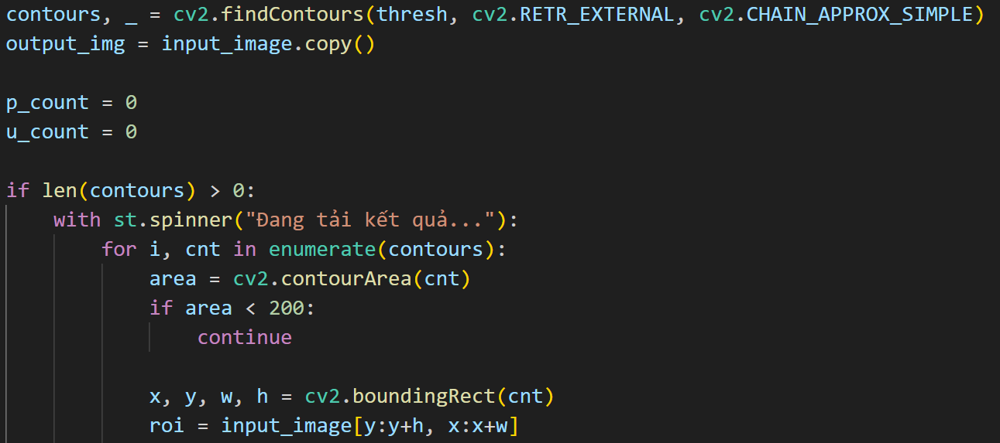 contours, _ = cv2.findContours(thresh, cv2.RETR_EXTERNAL, cv2.CHAIN_APPROX_SIMPLE)
output_img = input_image.copy()

p_count = 0
u_count = 0

if len(contours) > 0:
    with st.spinner("Đang tải kết quả..."):
        for i, cnt in enumerate(contours):
            area = cv2.contourArea(cnt)
            if area < 200:
                continue

            x, y, w, h = cv2.boundingRect(cnt)
            roi = input_image[y:y+h, x:x+w]